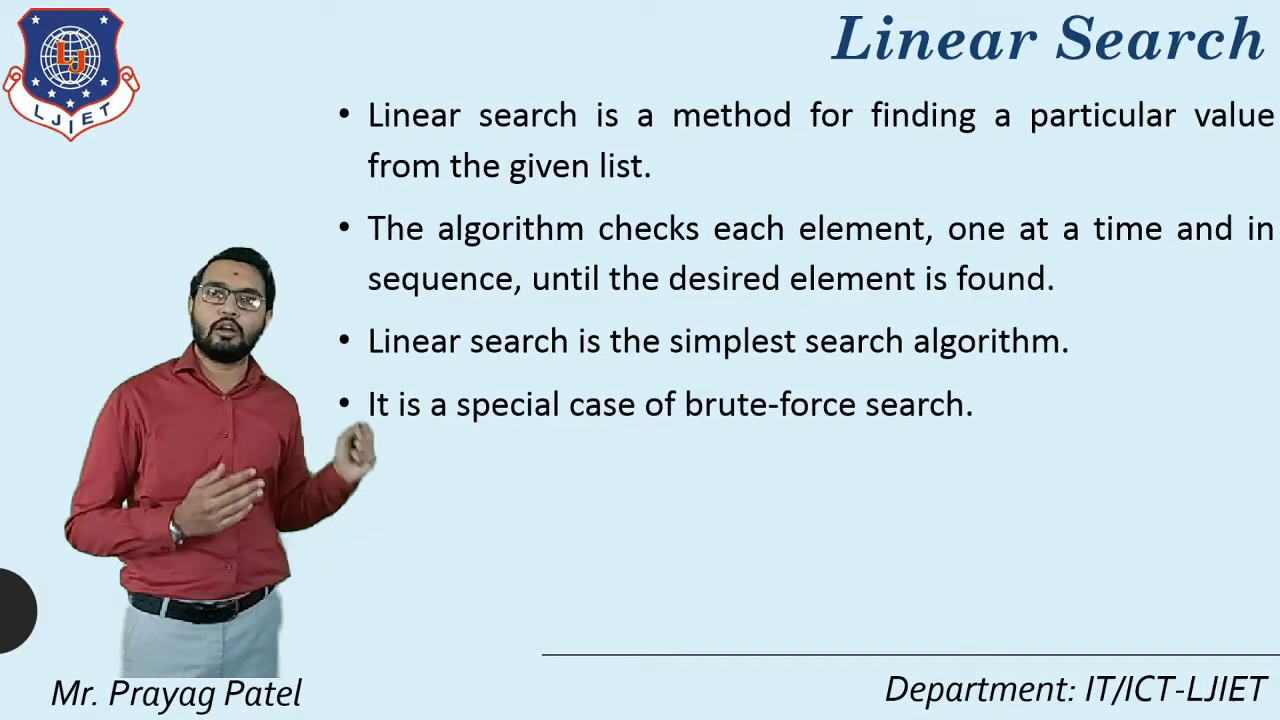 LJ
LJIET
Linear Search
• Linear search is a method for finding a particular value
from the given list.
• The algorithm checks each element, one at a time and in
sequence, until the desired element is found.
• Linear search is the simplest search algorithm.
• It is a special case of brute-force search.
Mr. Prayag Patel
Department: IT/ICT-LJIET